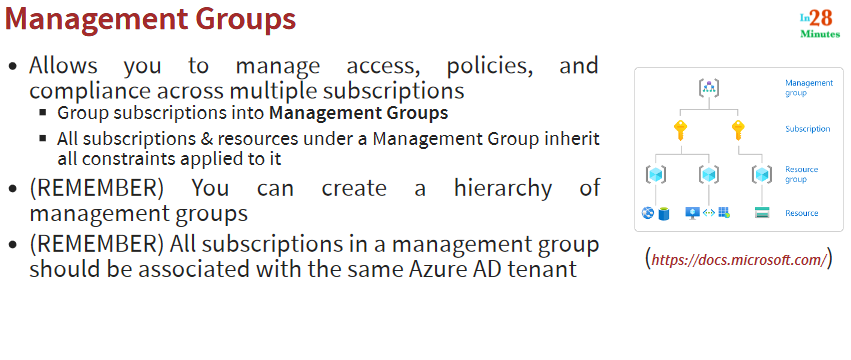 Management Groups
In 28 Minutes
• Allows you to manage access, policies, and
compliance across multiple subscriptions
▪ Group subscriptions into Management Groups
▪ All subscriptions & resources under a Management Group inherit
all constraints applied to it
• (REMEMBER) You can create a hierarchy of
management groups
• (REMEMBER) All subscriptions in a management group
should be associated with the same Azure AD tenant
Management
group
Subscription
Resource
group
Resource
(https://docs.microsoft.com/)